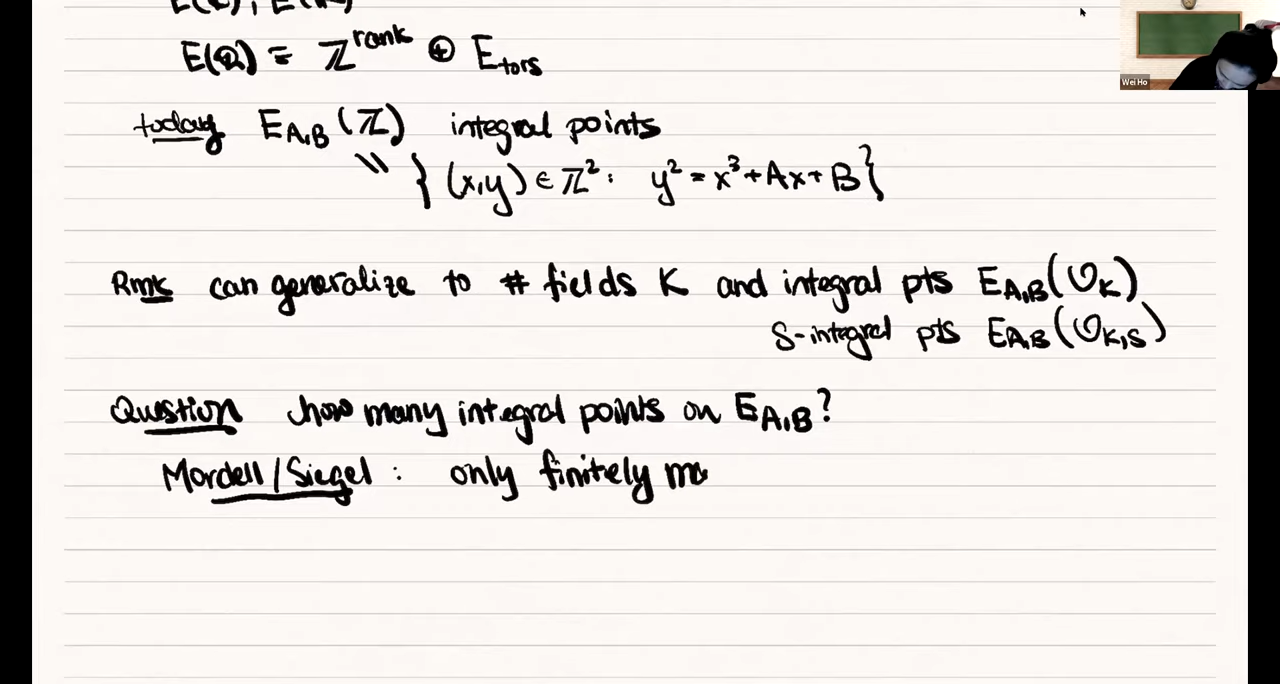 E(Q) = Z^rank ⊕ E_tors
Wei Ho
today E_A,B(Z) integral points
" { (x,y) ∈ Z² : y² = x³ + Ax + B }
Rmk can generalize to # fields K and integral pts E_A,B(O_K)
S-integral pts E_A,B(O_K,S)
Question how many integral points on E_A,B?
Mordell/Siegel : only finitely ma